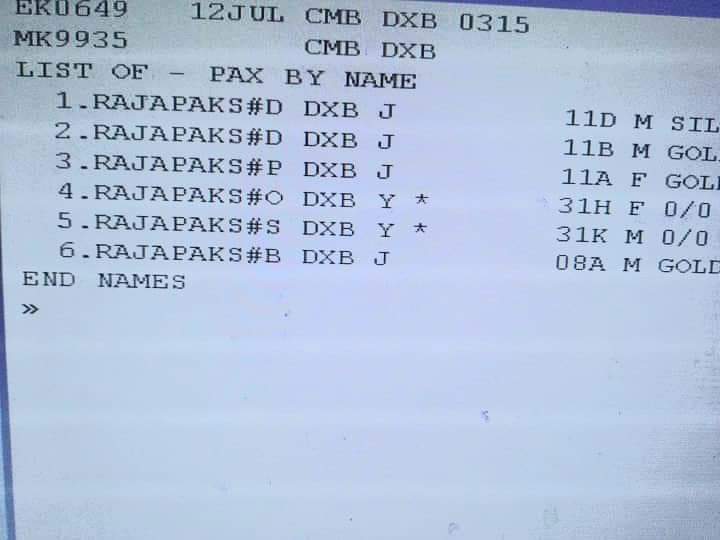 EK0649 12JUL CMB DXB 0315
MK9935 CMB DXB
LIST OF - PAX BY NAME
1.RAJAPAKS#D DXB J 11D M SIL
2.RAJAPAKS#D DXB J 11B M GOL
3.RAJAPAKS#P DXB J 11A F GOL
4.RAJAPAKS#O DXB Y * 31H F 0/0
5.RAJAPAKS#S DXB Y * 31K M 0/0
6.RAJAPAKS#B DXB J 08A M GOLD
END NAMES
»